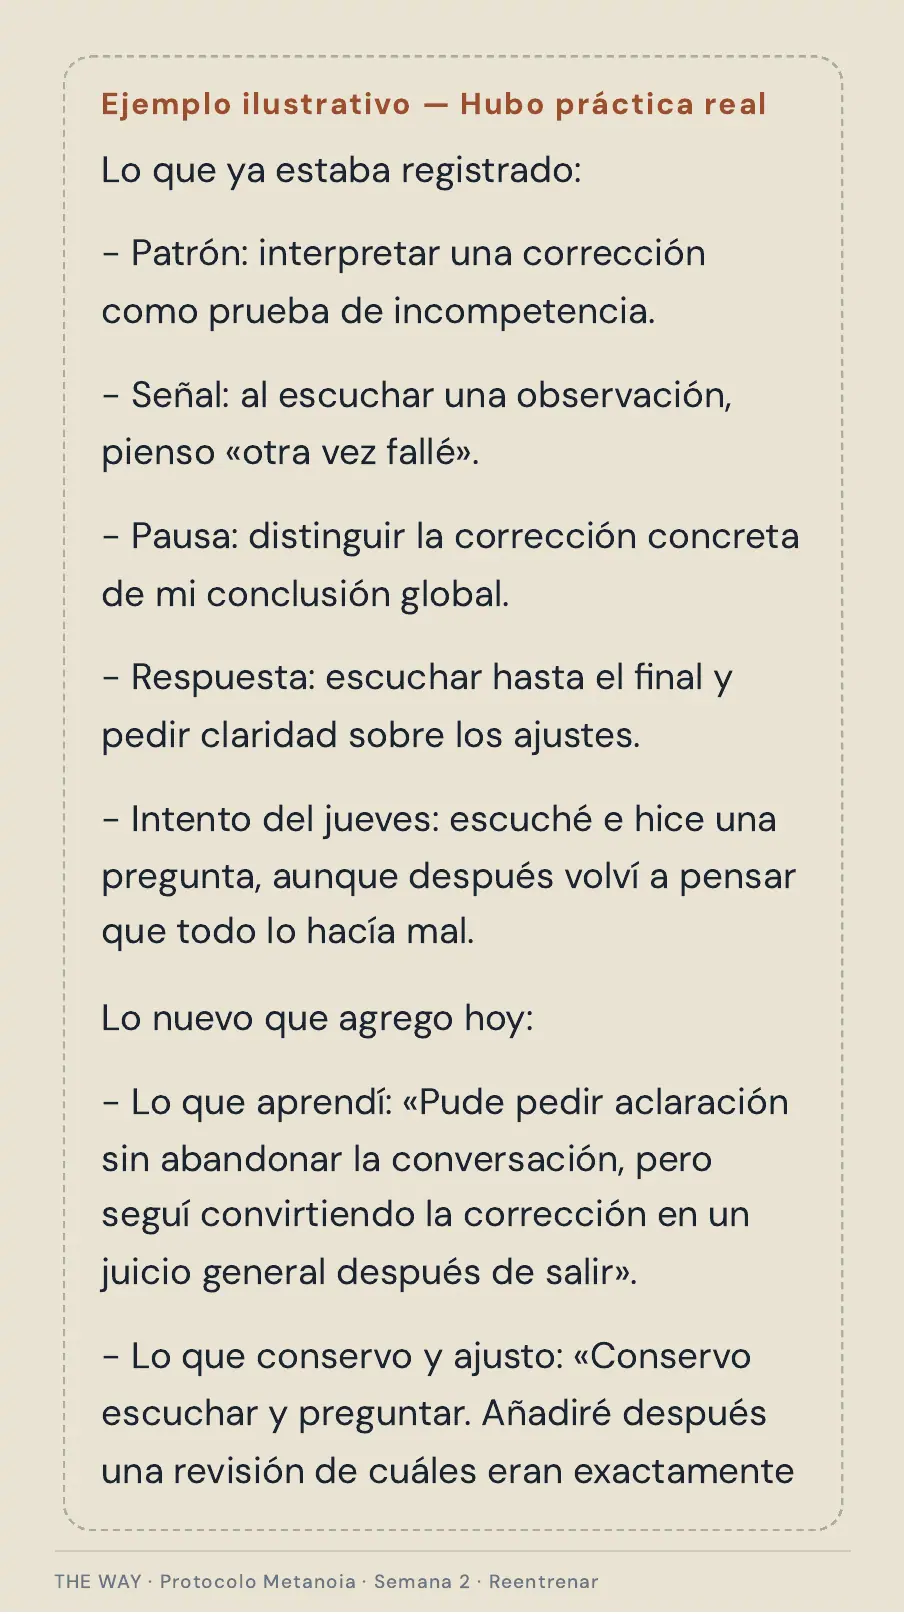 Ejemplo ilustrativo — Hubo práctica real
Lo que ya estaba registrado:
– Patrón: interpretar una corrección
como prueba de incompetencia.
– Señal: al escuchar una observación,
pienso «otra vez fallé».
– Pausa: distinguir la corrección concreta
de mi conclusión global.
– Respuesta: escuchar hasta el final y
pedir claridad sobre los ajustes.
– Intento del jueves: escuché e hice una
pregunta, aunque después volví a pensar
que todo lo hacía mal.
Lo nuevo que agrego hoy:
– Lo que aprendí: «Pude pedir aclaración
sin abandonar la conversación, pero
seguí convirtiendo la corrección en un
juicio general después de salir».
– Lo que conservo y ajusto: «Conservo
escuchar y preguntar. Añadiré después
una revisión de cuáles eran exactamente
THE WAY · Protocolo Metanoia · Semana 2 · Reentrenar